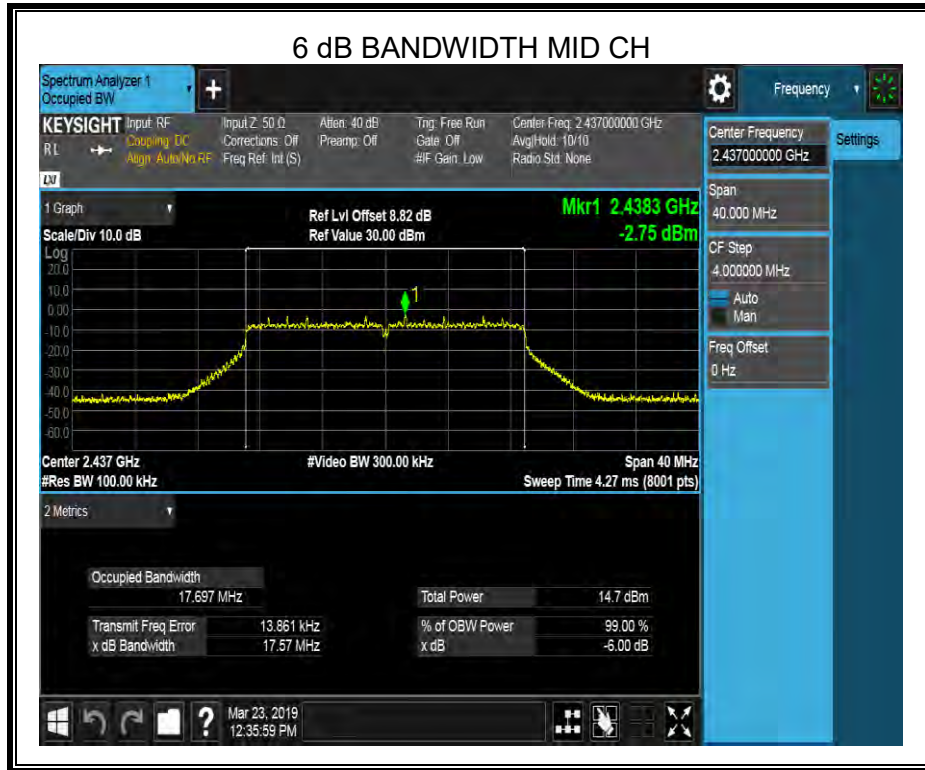 6 dB BANDWIDTH MID CH
Spectrum Analyzer 1
Occupied BW
+
Frequency
KEYSIGHT Input: RF Input Z: 50 Ω Atten: 40 dB Trig: Free Run Center Freq: 2.437000000 GHz
RL Coupling: DC Corrections: Off Preamp: Off Gate: Off Avg|Hold: 10/10
Align: Auto/No RF Freq Ref: Int (S) #IF Gain: Low Radio Std: None
LXI
Center Frequency
2.437000000 GHz
Settings
Span
40.000 MHz
CF Step
4.000000 MHz
Auto
Man
Freq Offset
0 Hz
1 Graph
Ref Lvl Offset 8.82 dB
Mkr1 2.4383 GHz
Scale/Div 10.0 dB
Ref Value 30.00 dBm
-2.75 dBm
Log
20.0
10.0
0.00
-10.0
-20.0
-30.0
-40.0
-50.0
-60.0
1
Center 2.437 GHz #Video BW 300.00 kHz Span 40 MHz
#Res BW 100.00 kHz Sweep Time 4.27 ms (8001 pts)
2 Metrics
Occupied Bandwidth
17.697 MHz
Total Power 14.7 dBm
Transmit Freq Error 13.861 kHz % of OBW Power 99.00 %
x dB Bandwidth 17.57 MHz x dB -6.00 dB
?
Mar 23, 2019
12:35:59 PM